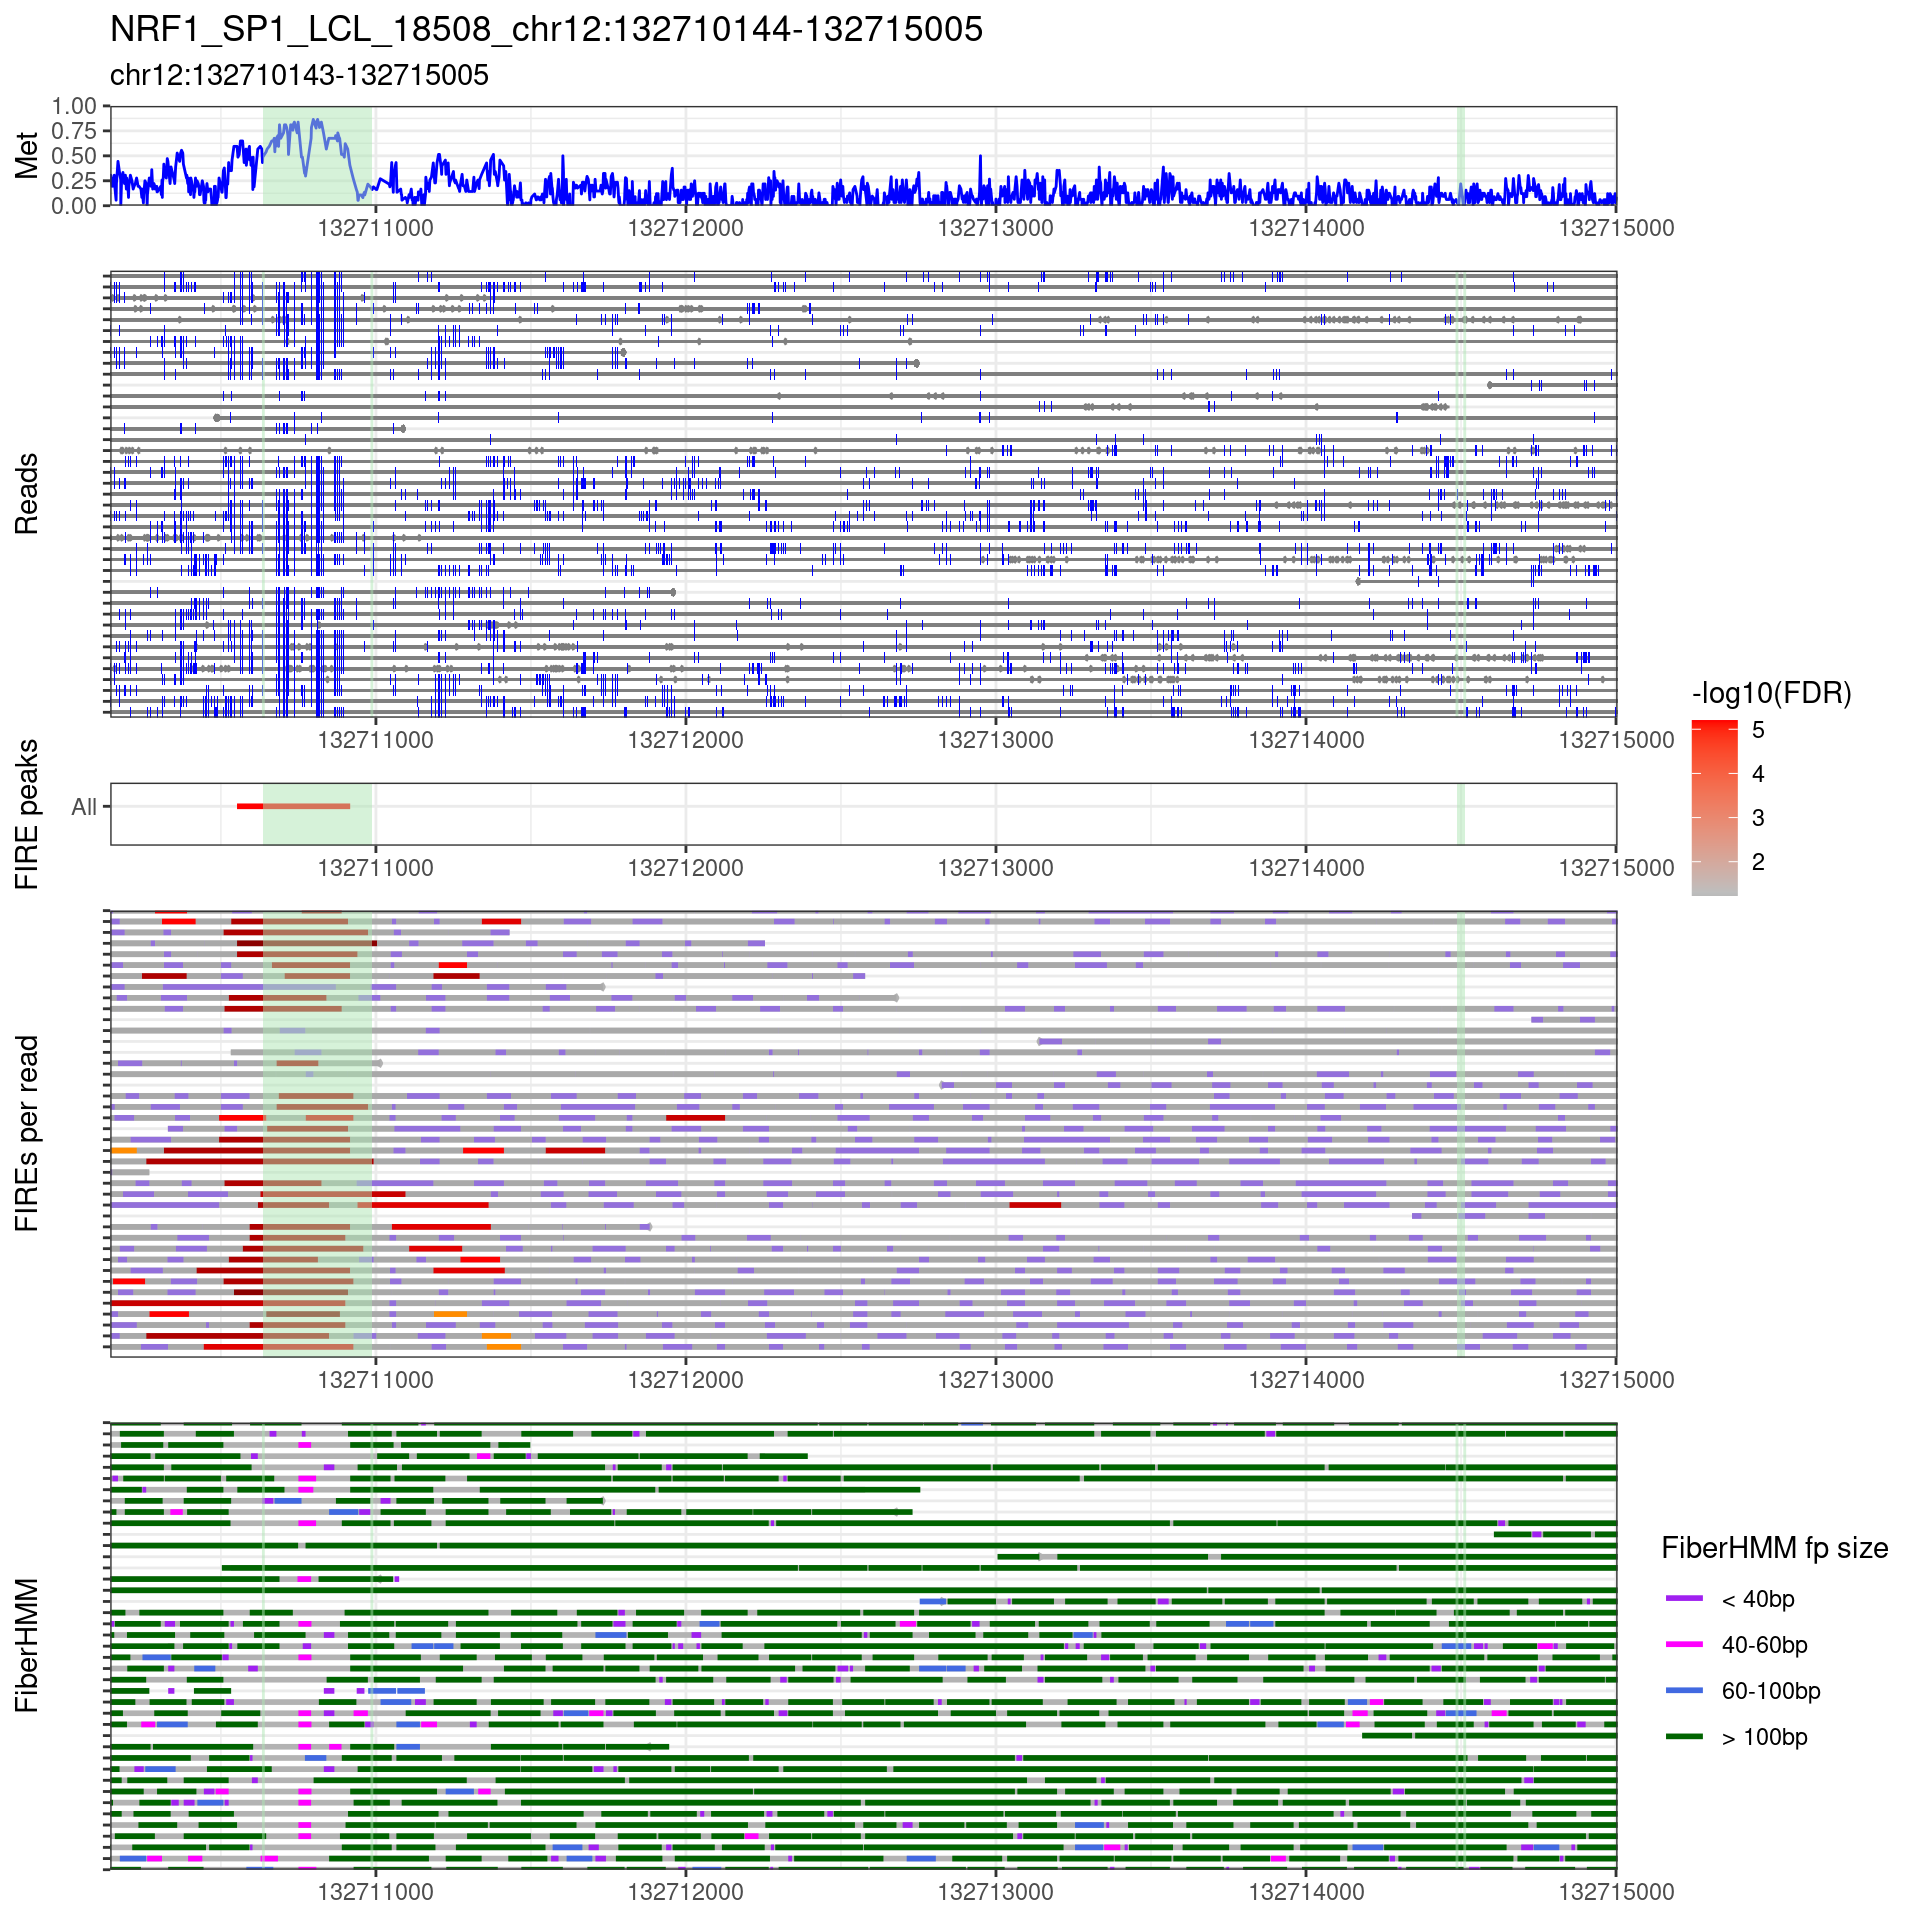 NRF1_SP1_LCL_18508_chr12:132710144-132715005
chr12:132710143-132715005
Met
1.00
0.75
0.50
0.25
0.00
132711000 132712000 132713000 132714000 132715000
Reads
132711000 132712000 132713000 132714000 132715000
FIRE peaks
All
132711000 132712000 132713000 132714000 132715000
-log10(FDR)
5
4
3
2
FIREs per read
132711000 132712000 132713000 132714000 132715000
FiberHMM
132711000 132712000 132713000 132714000 132715000
FiberHMM fp size
< 40bp
40-60bp
60-100bp
> 100bp